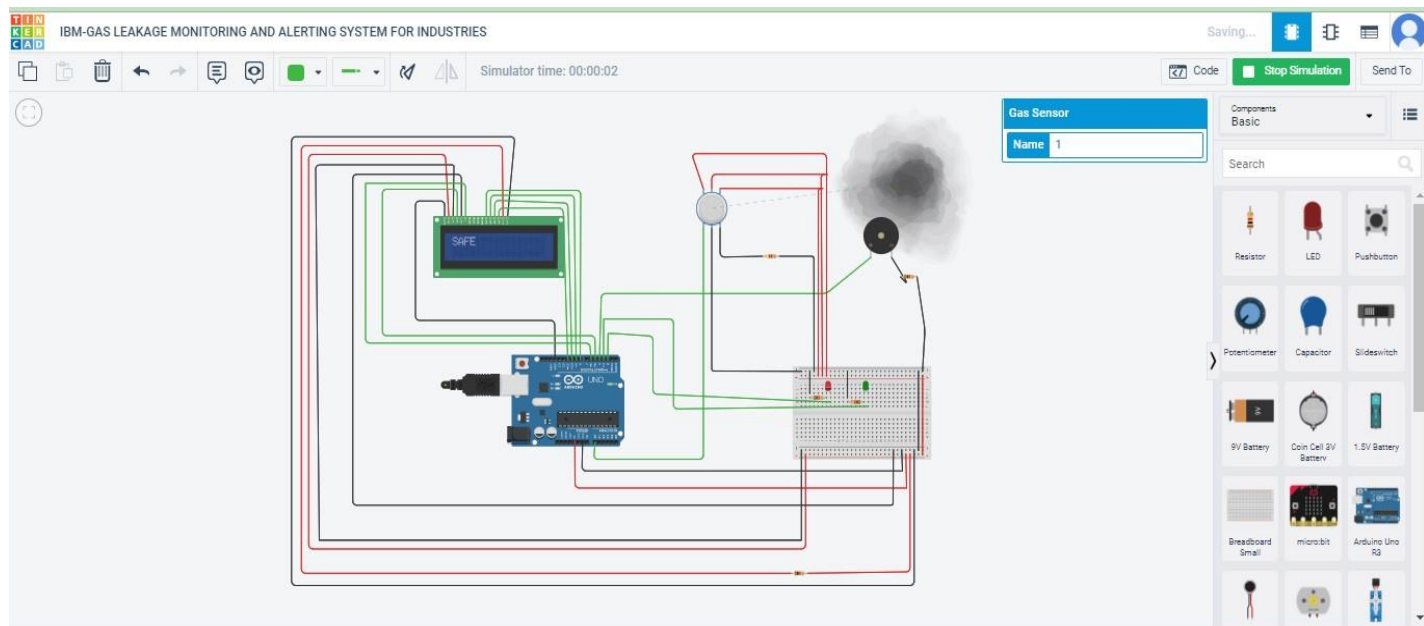 TIN
KER
CAD
IBM-GAS LEAKAGE MONITORING AND ALERTING SYSTEM FOR INDUSTRIES
Saving...
Simulator time: 00:00:02
Code
Stop Simulation
Send To
Gas Sensor
Name 1
Components
Basic
Search
SAFE
UNO
Resistor
LED
Pushbutton
Potentiometer
Capacitor
Slideswitch
9V
9V Battery
Coin Cell 3V
Battery
1.5V Battery
Breadboard
Small
micro:bit
Arduino Uno
R3